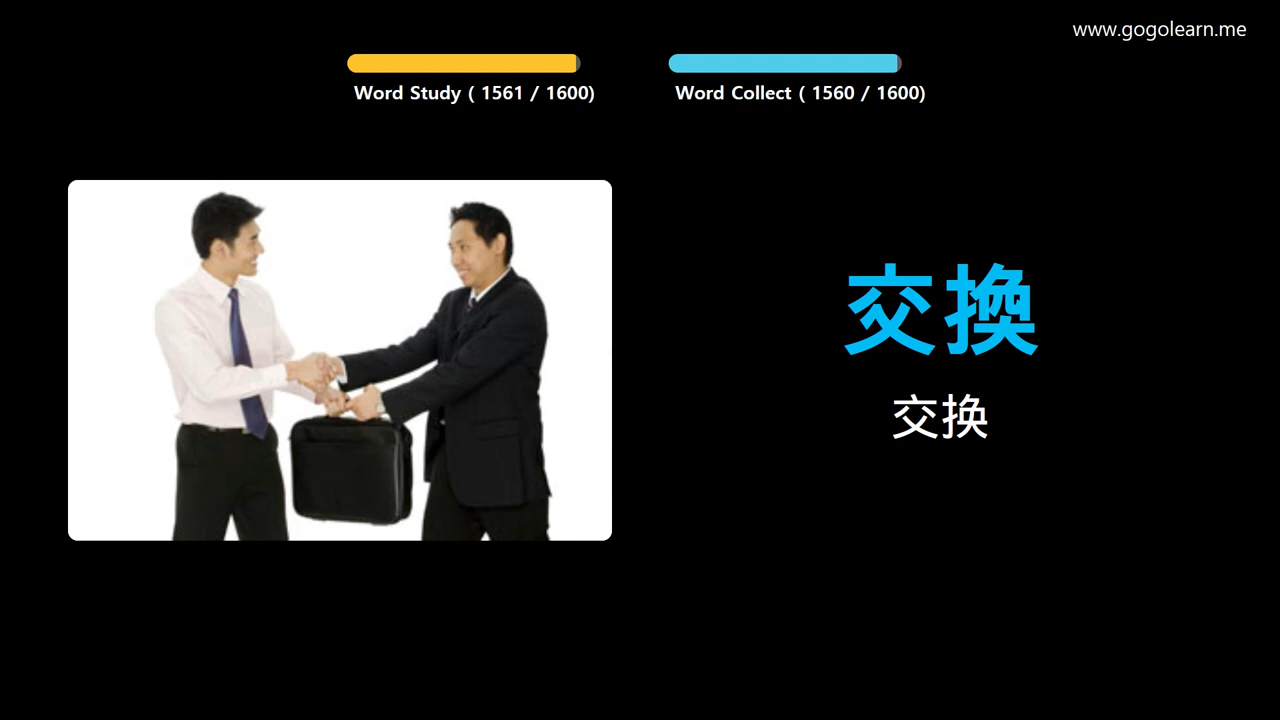 www.gogolearn.me
Word Study ( 1561 / 1600)
Word Collect ( 1560 / 1600)
交換
交换